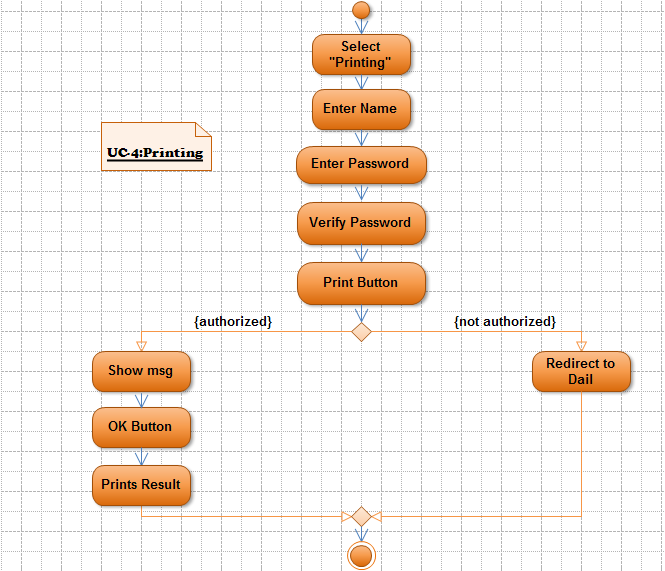 Select
"Printing"
Enter Name
UC-4:Printing
Enter Password
Verify Password
Print Button
{authorized}
{not authorized}
Show msg
Redirect to
Dail
OK Button
Prints Result